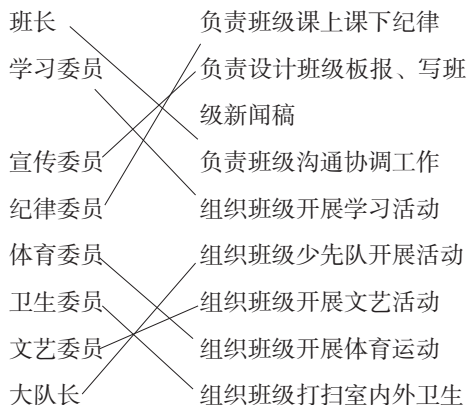 班长 负责班级课上课下纪律
学习委员 负责设计班级板报、写班
级新闻稿
宣传委员 负责班级沟通协调工作
纪律委员 组织班级开展学习活动
体育委员 组织班级少先队开展活动
卫生委员 组织班级开展文艺活动
文艺委员 组织班级开展体育运动
大队长 组织班级打扫室内外卫生